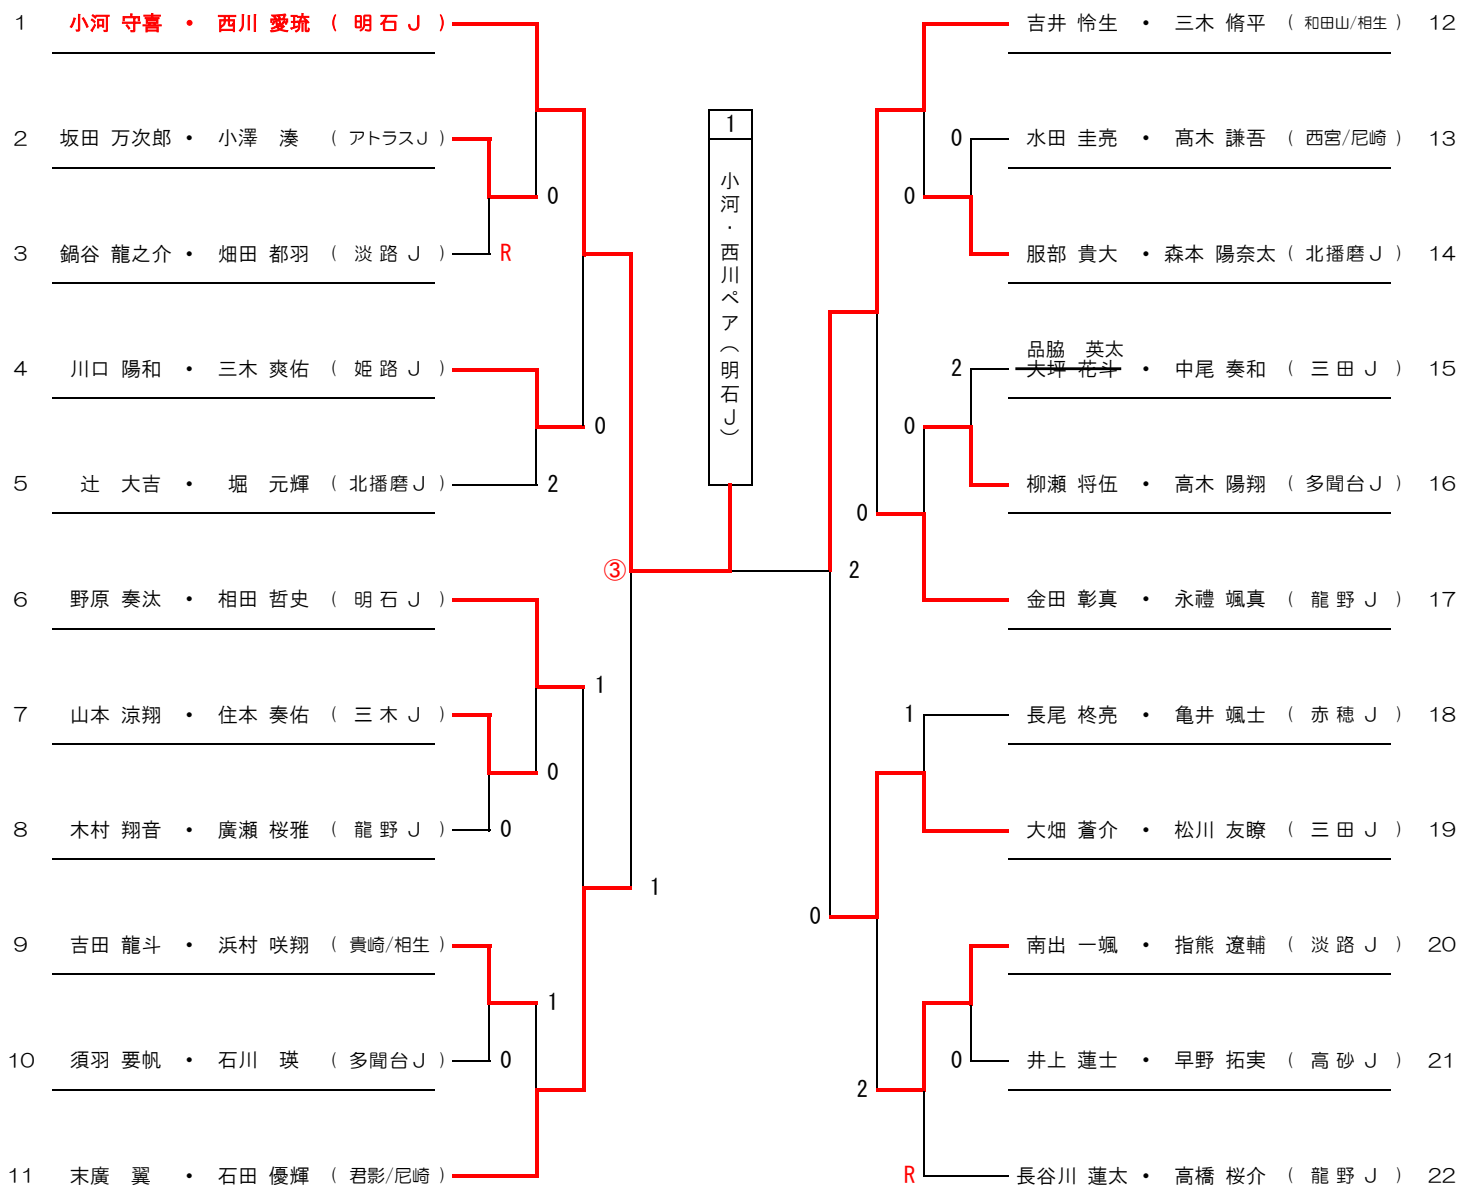 1 小河 守喜 ・ 西川 愛琉 ( 明石Ｊ )
2 坂田 万次郎 ・ 小澤 湊 ( アトラスＪ )
0
3 鍋谷 龍之介 ・ 畑田 都羽 ( 淡路Ｊ ) R
4 川口 陽和 ・ 三木 爽佑 ( 姫路Ｊ )
0
5 辻 大吉 ・ 堀 元輝 ( 北播磨Ｊ ) 2
③
6 野原 奏汰 ・ 相田 哲史 ( 明石Ｊ )
1
7 山本 涼翔 ・ 住本 奏佑 ( 三木Ｊ )
0
8 木村 翔音 ・ 廣瀬 桜雅 ( 龍野Ｊ ) 0
1
9 吉田 龍斗 ・ 浜村 咲翔 ( 貴崎/相生 )
1
10 須羽 要帆 ・ 石川 瑛 ( 多聞台Ｊ ) 0
11 末廣 翼 ・ 石田 優輝 ( 君影/尼崎 )
1
小河・西川ペア(明石Ｊ)
吉井 怜生 ・ 三木 脩平 ( 和田山/相生 ) 12
0 水田 圭亮 ・ 髙木 謙吾 ( 西宮/尼崎 ) 13
0
服部 貴大 ・ 森本 陽奈太 ( 北播磨Ｊ ) 14
品脇 英太
2 大坪 花斗 ・ 中尾 奏和 ( 三田Ｊ ) 15
0
柳瀬 将伍 ・ 高木 陽翔 ( 多聞台Ｊ ) 16
0
2
金田 彰真 ・ 永禮 颯真 ( 龍野Ｊ ) 17
1 長尾 柊亮 ・ 亀井 颯士 ( 赤穂Ｊ ) 18
大畑 蒼介 ・ 松川 友瞭 ( 三田Ｊ ) 19
0
南出 一颯 ・ 指熊 遼輔 ( 淡路Ｊ ) 20
0 井上 蓮士 ・ 早野 拓実 ( 高砂Ｊ ) 21
2
R 長谷川 蓮太 ・ 高橋 桜介 ( 龍野Ｊ ) 22